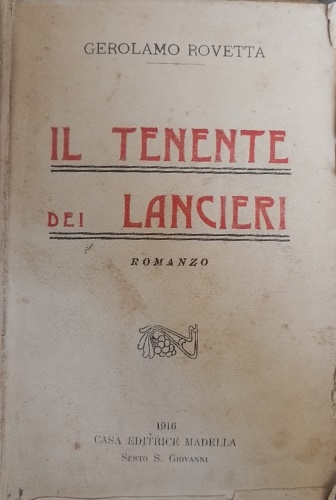 GEROLAMO ROVETTA
IL TENENTE
DEI LANCIERI
ROMANZO
1916
CASA EDITRICE MADELLA
SESTO S. GIOVANNI